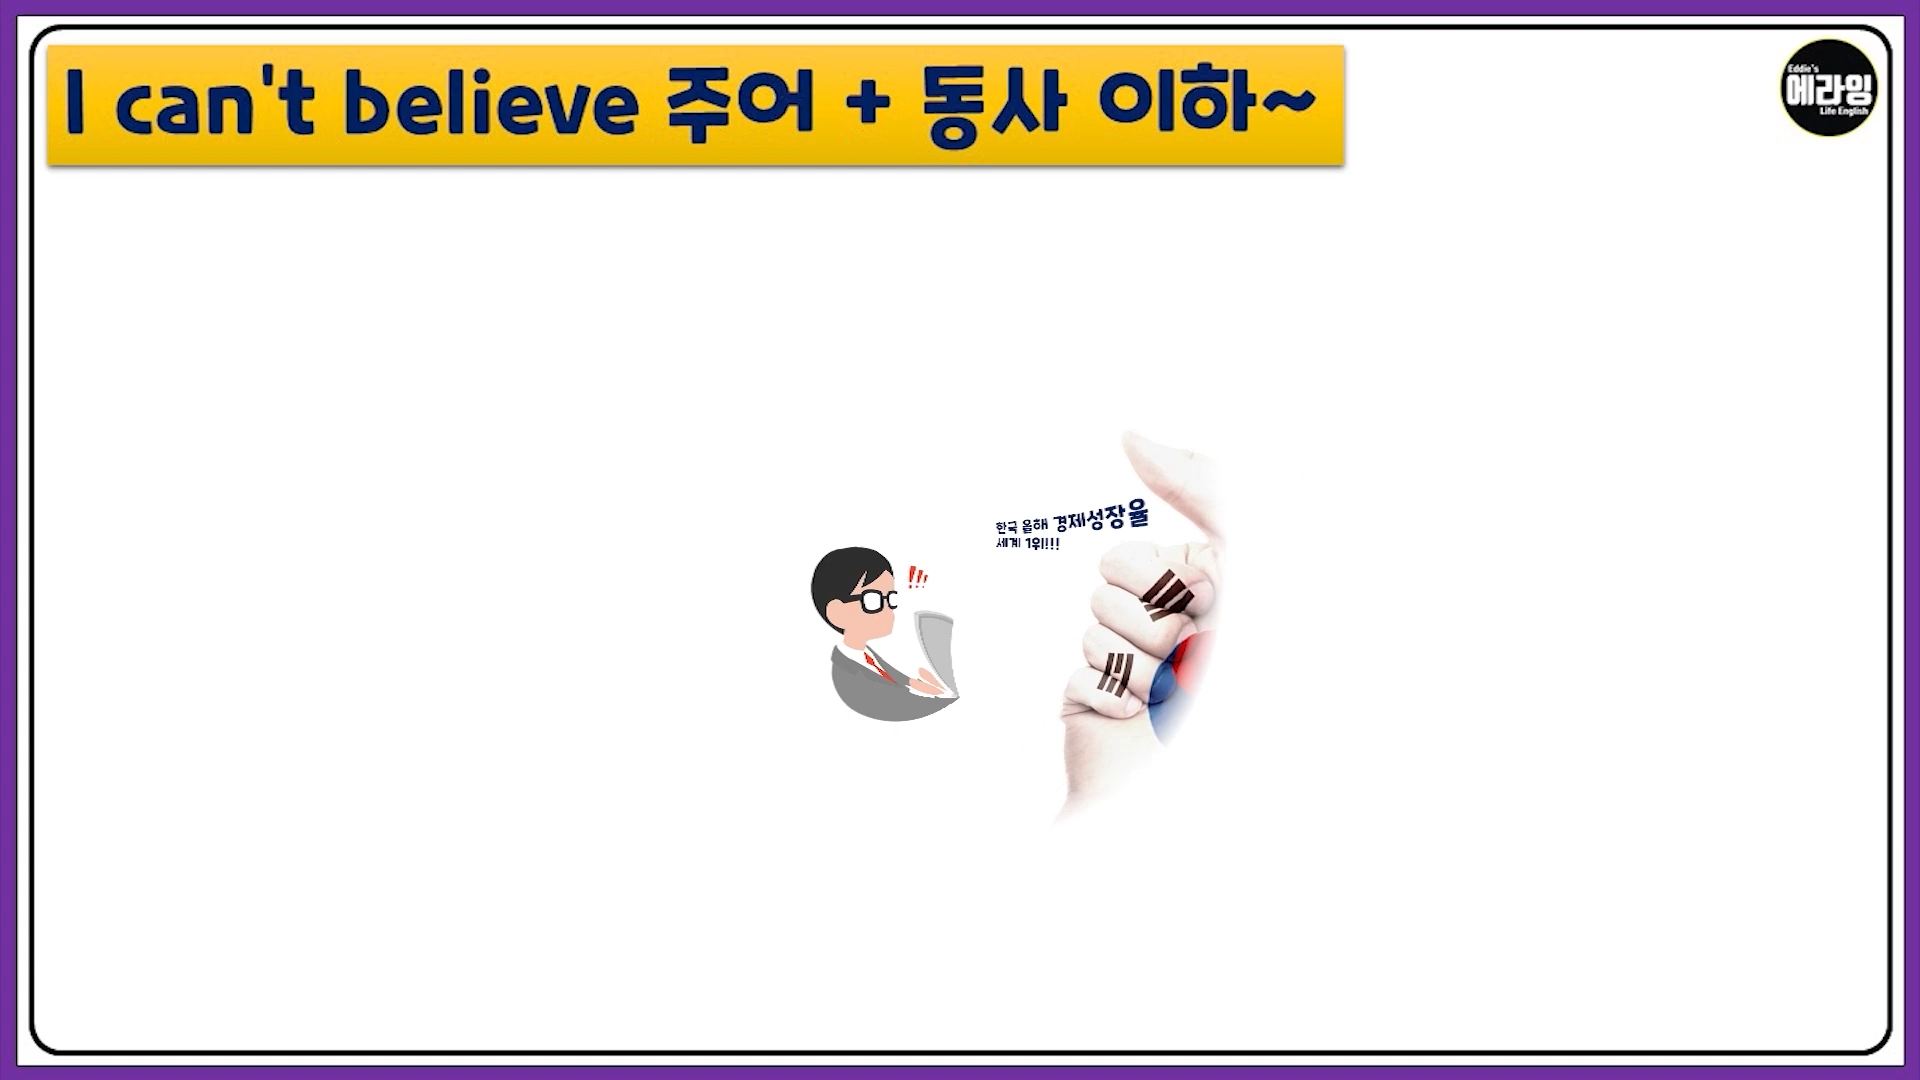 I can't believe 주어 + 동사 이하~
Eddie's
에라잉
Life English
한국 올해 경제성장율
세계 1위!!!
!!!